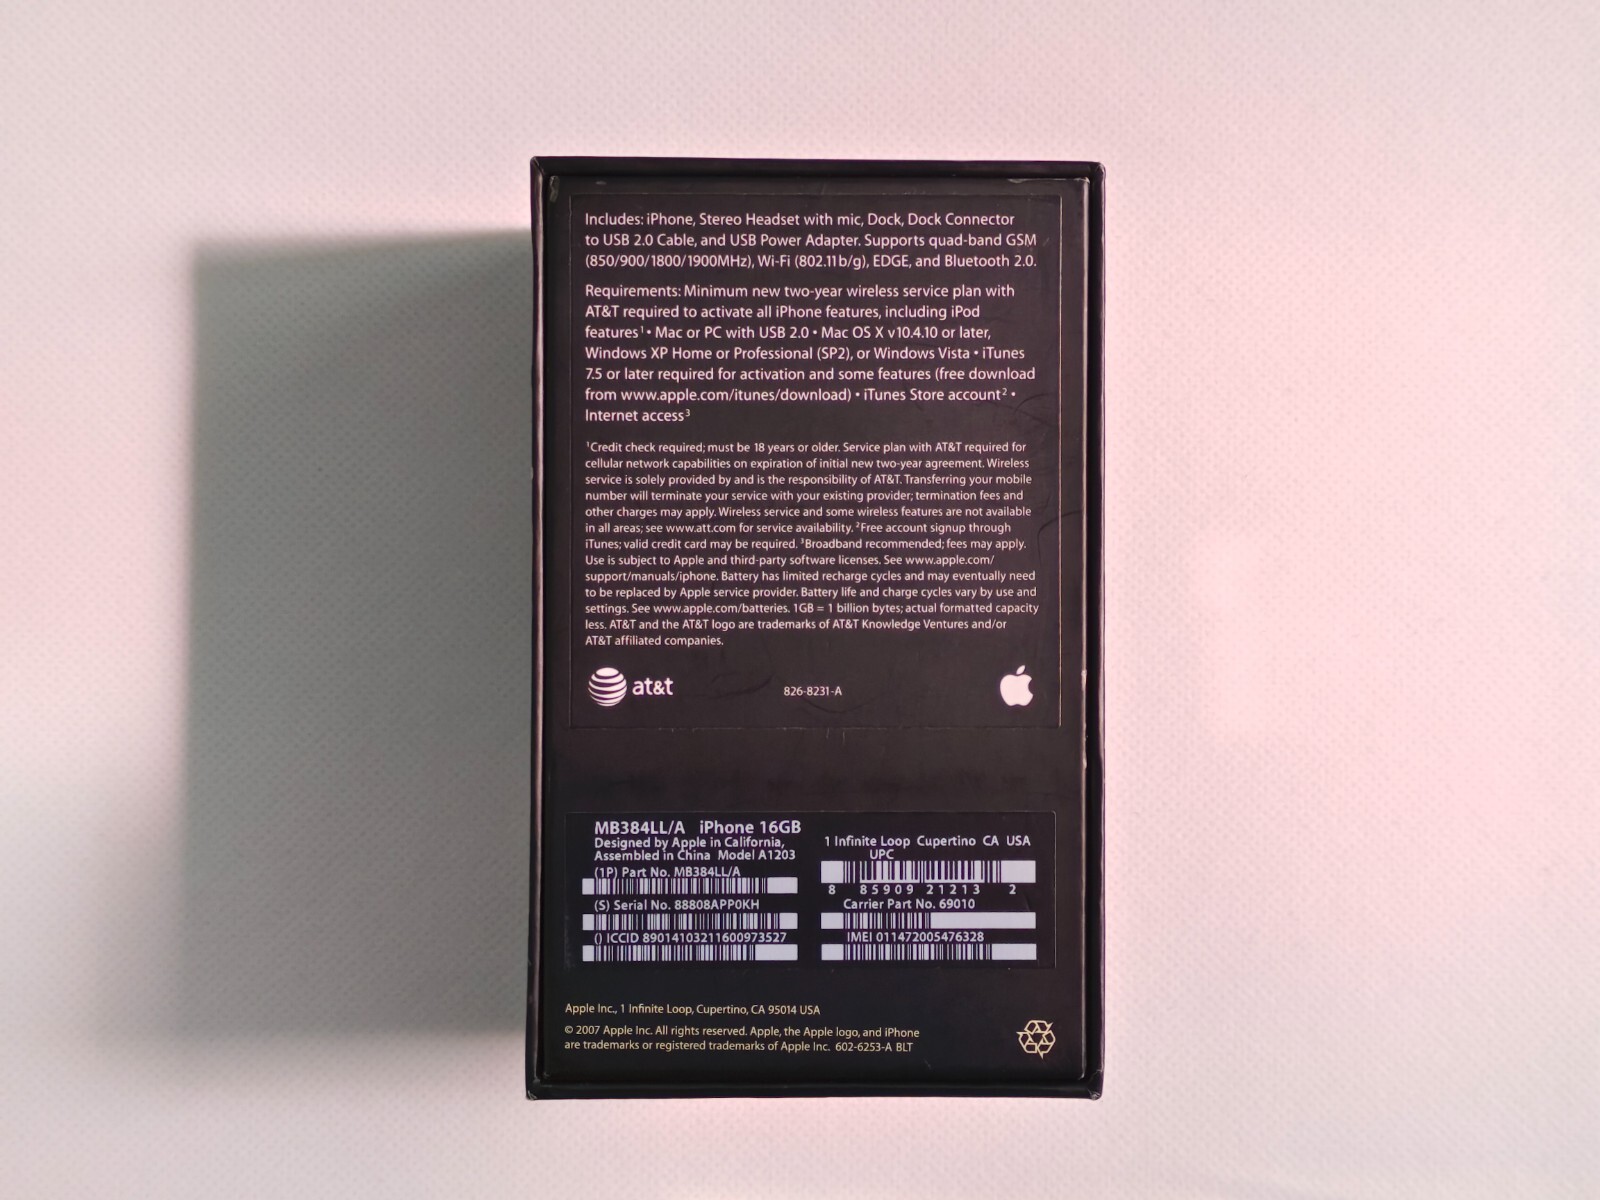 Includes: iPhone, Stereo Headset with mic, Dock, Dock Connector
to USB 2.0 Cable, and USB Power Adapter. Supports quad-band GSM
(850/900/1800/1900MHz), Wi-Fi (802.11b/g), EDGE, and Bluetooth 2.0.
Requirements: Minimum new two-year wireless service plan with
AT&T required to activate all iPhone features, including iPod
features¹ • Mac or PC with USB 2.0 • Mac OS X v10.4.10 or later,
Windows XP Home or Professional (SP2), or Windows Vista • iTunes
7.5 or later required for activation and some features (free download
from www.apple.com/itunes/download) • iTunes Store account² •
Internet access³
¹Credit check required; must be 18 years or older. Service plan with AT&T required for
cellular network capabilities on expiration of initial new two-year agreement. Wireless
service is solely provided by and is the responsibility of AT&T. Transferring your mobile
number will terminate your service with your existing provider; termination fees and
other charges may apply. Wireless service and some wireless features are not available
in all areas; see www.att.com for service availability. ²Free account signup through
iTunes; valid credit card may be required. ³Broadband recommended; fees may apply.
Use is subject to Apple and third-party software licenses. See www.apple.com/
support/manuals/iphone. Battery has limited recharge cycles and may eventually need
to be replaced by Apple service provider. Battery life and charge cycles vary by use and
settings. See www.apple.com/batteries. 1GB = 1 billion bytes; actual formatted capacity
less. AT&T and the AT&T logo are trademarks of AT&T Knowledge Ventures and/or
AT&T affiliated companies.
at&t
826-8231-A
MB384LL/A iPhone 16GB
Designed by Apple in California,
Assembled in China Model A1203
(1P) Part No. MB384LL/A
(S) Serial No. 88808APP0KH
() ICCID 89014103211600973527
1 Infinite Loop Cupertino CA USA
UPC
8 85909 21213 2
Carrier Part No. 69010
IMEI 011472005476328
Apple Inc., 1 Infinite Loop, Cupertino, CA 95014 USA
© 2007 Apple Inc. All rights reserved. Apple, the Apple logo, and iPhone
are trademarks or registered trademarks of Apple Inc. 602-6253-A BLT